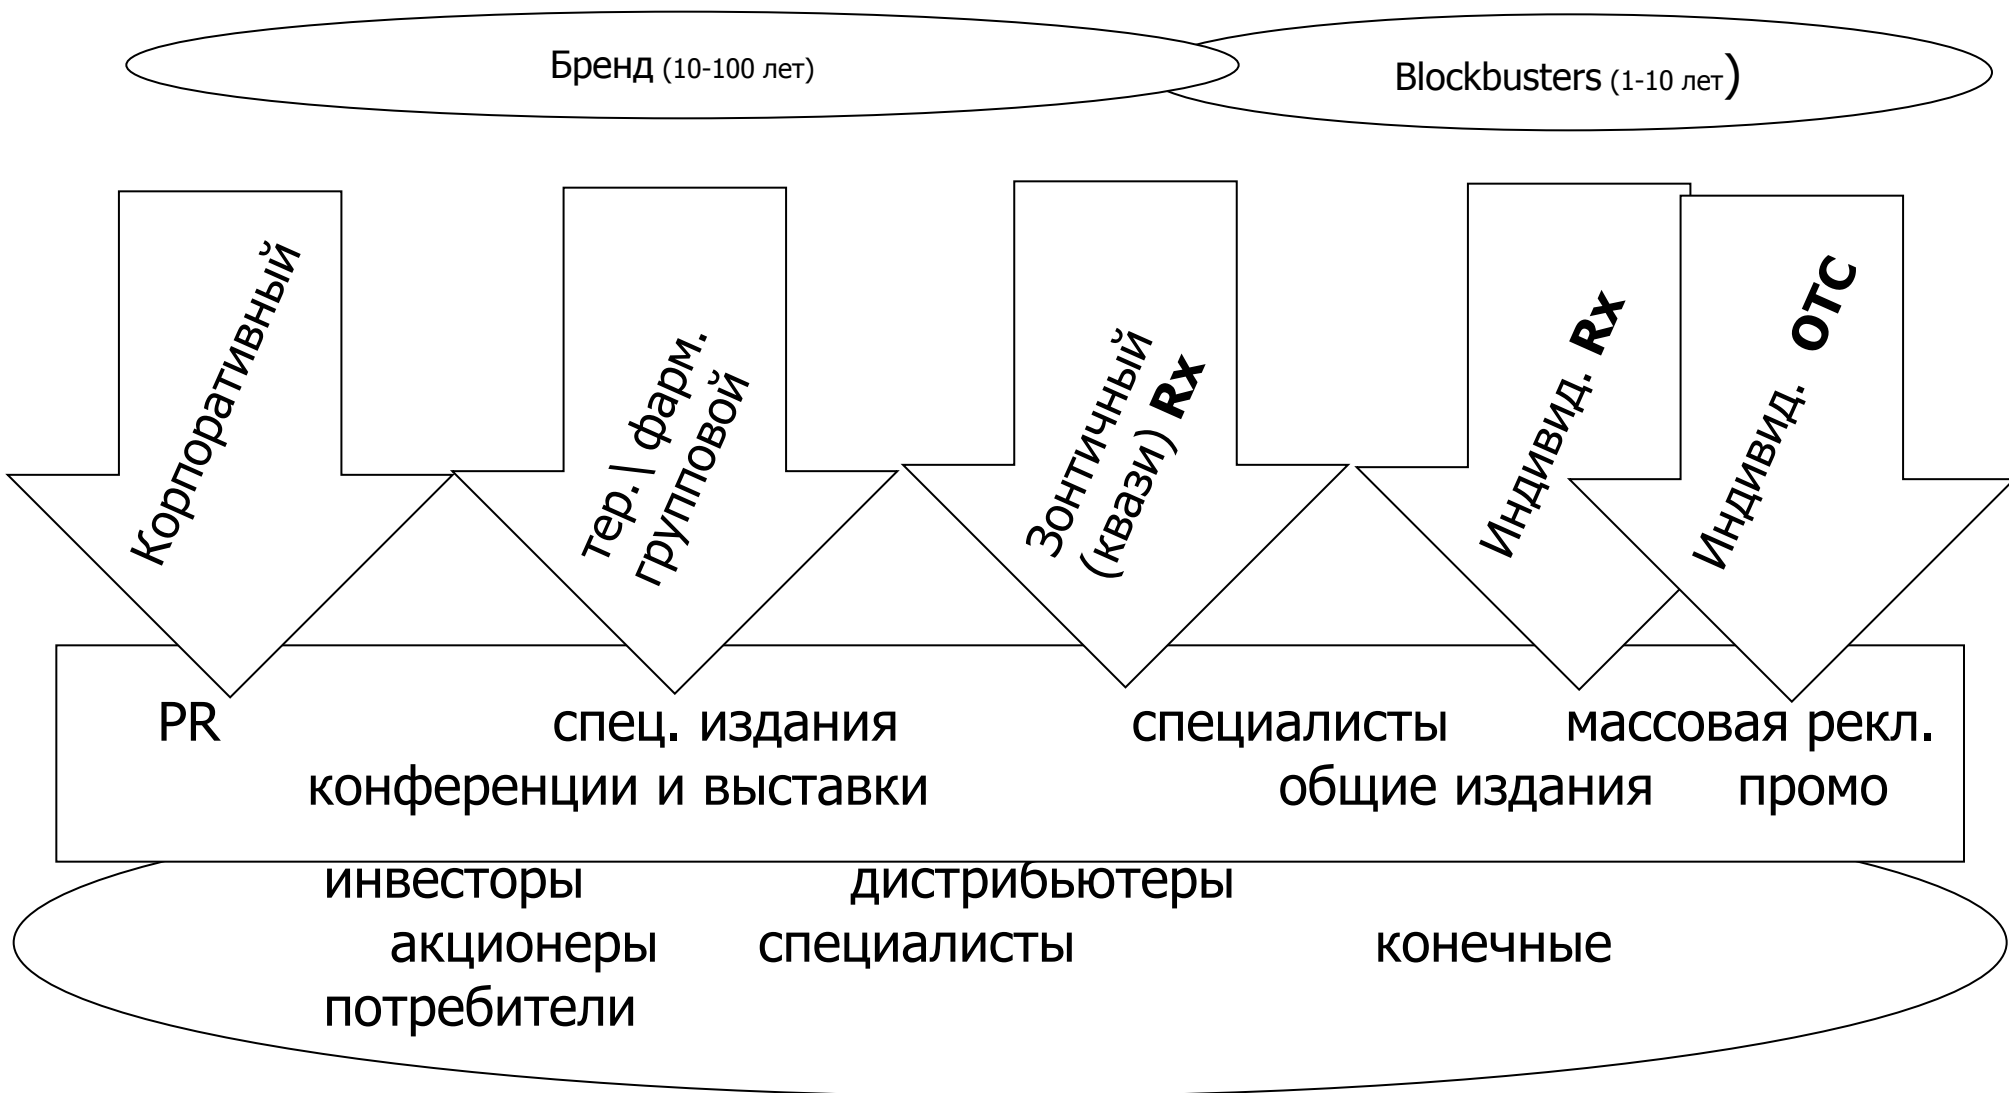 Бренд (10-100 лет)
Blockbusters (1-10 лет)
Корпоративный
тер.| фарм.
групповой
Зонтичный
(квази) Rx
Индивид. Rx
Индивид. ОТС
PR спец. издания специалисты массовая рекл.
конференции и выставки общие издания промо
инвесторы дистрибьютеры
акционеры специалисты конечные
потребители